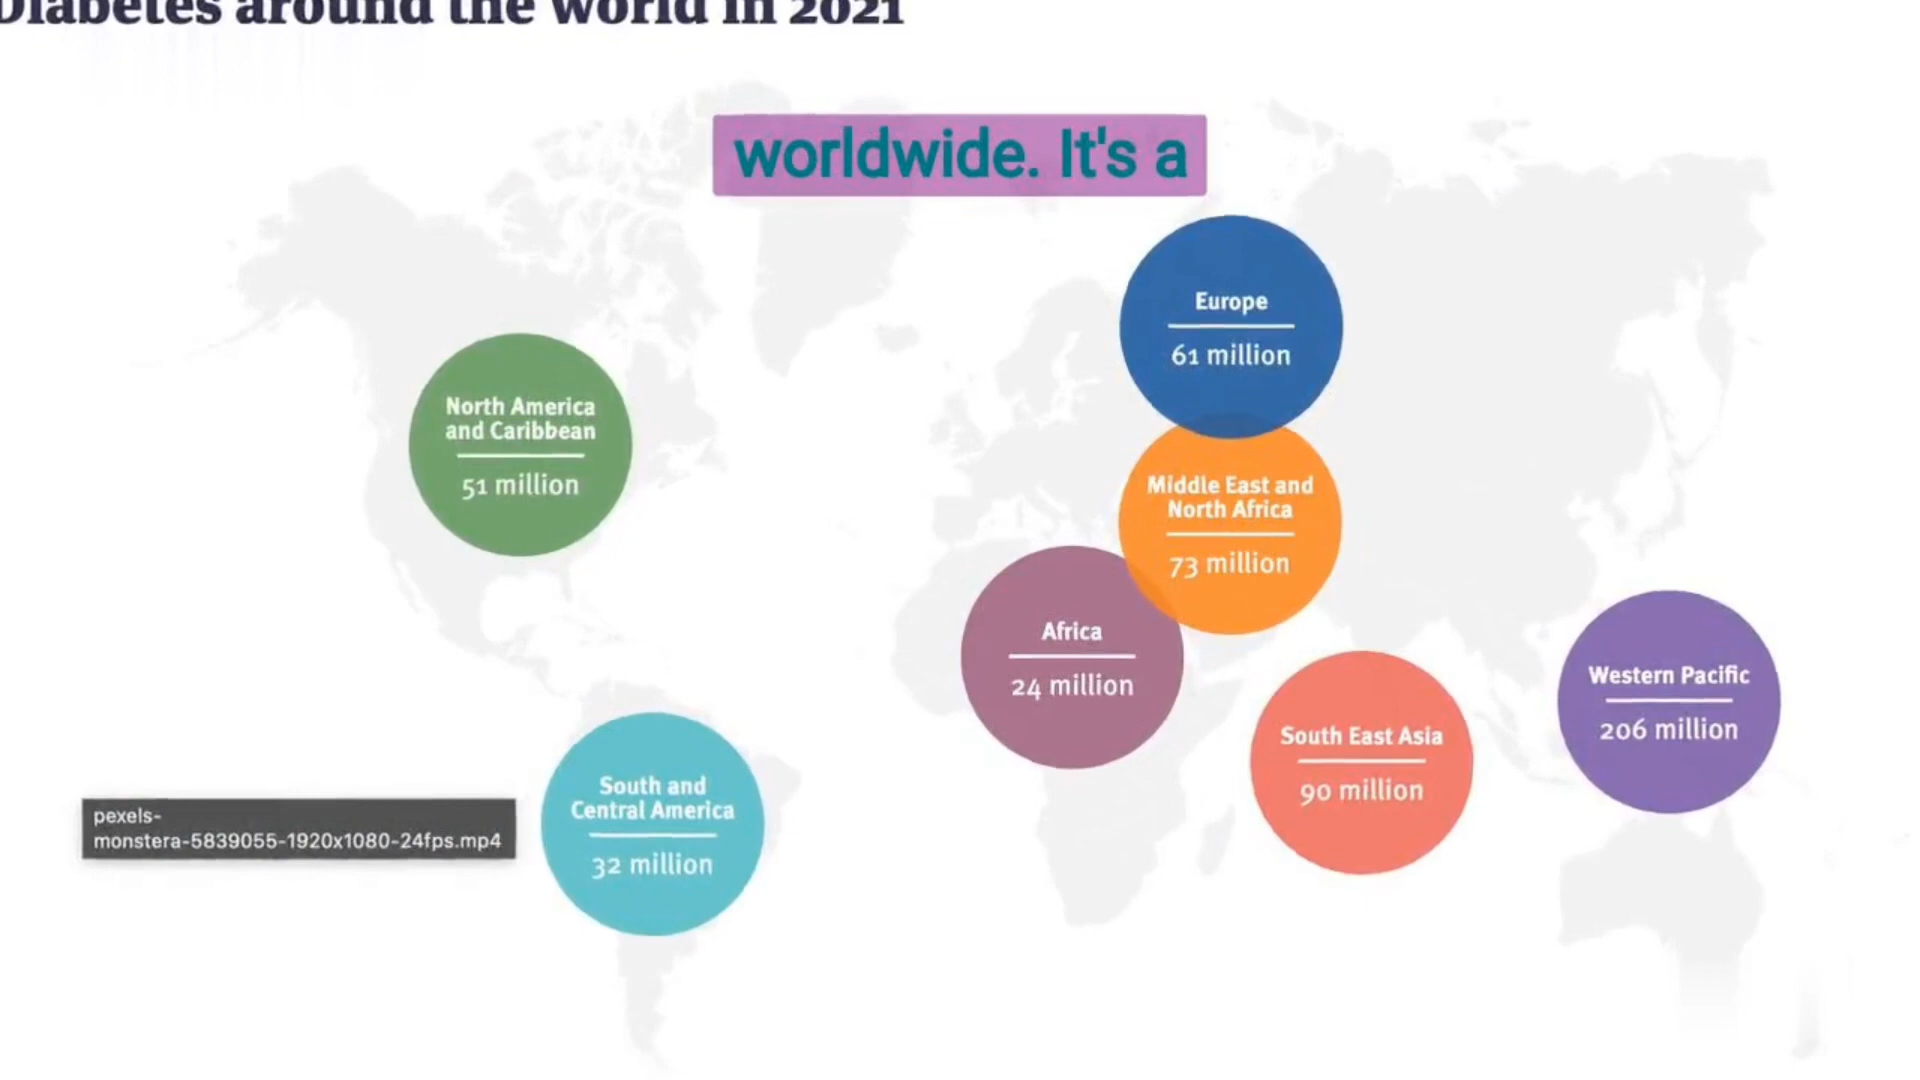 Diabetes around the world in 2021
worldwide. It's a
Europe
61 million
North America
and Caribbean
51 million
Middle East and
North Africa
73 million
Africa
24 million
Western Pacific
206 million
South East Asia
90 million
South and
Central America
32 million
pexels-
monstera-5839055-1920x1080-24fps.mp4